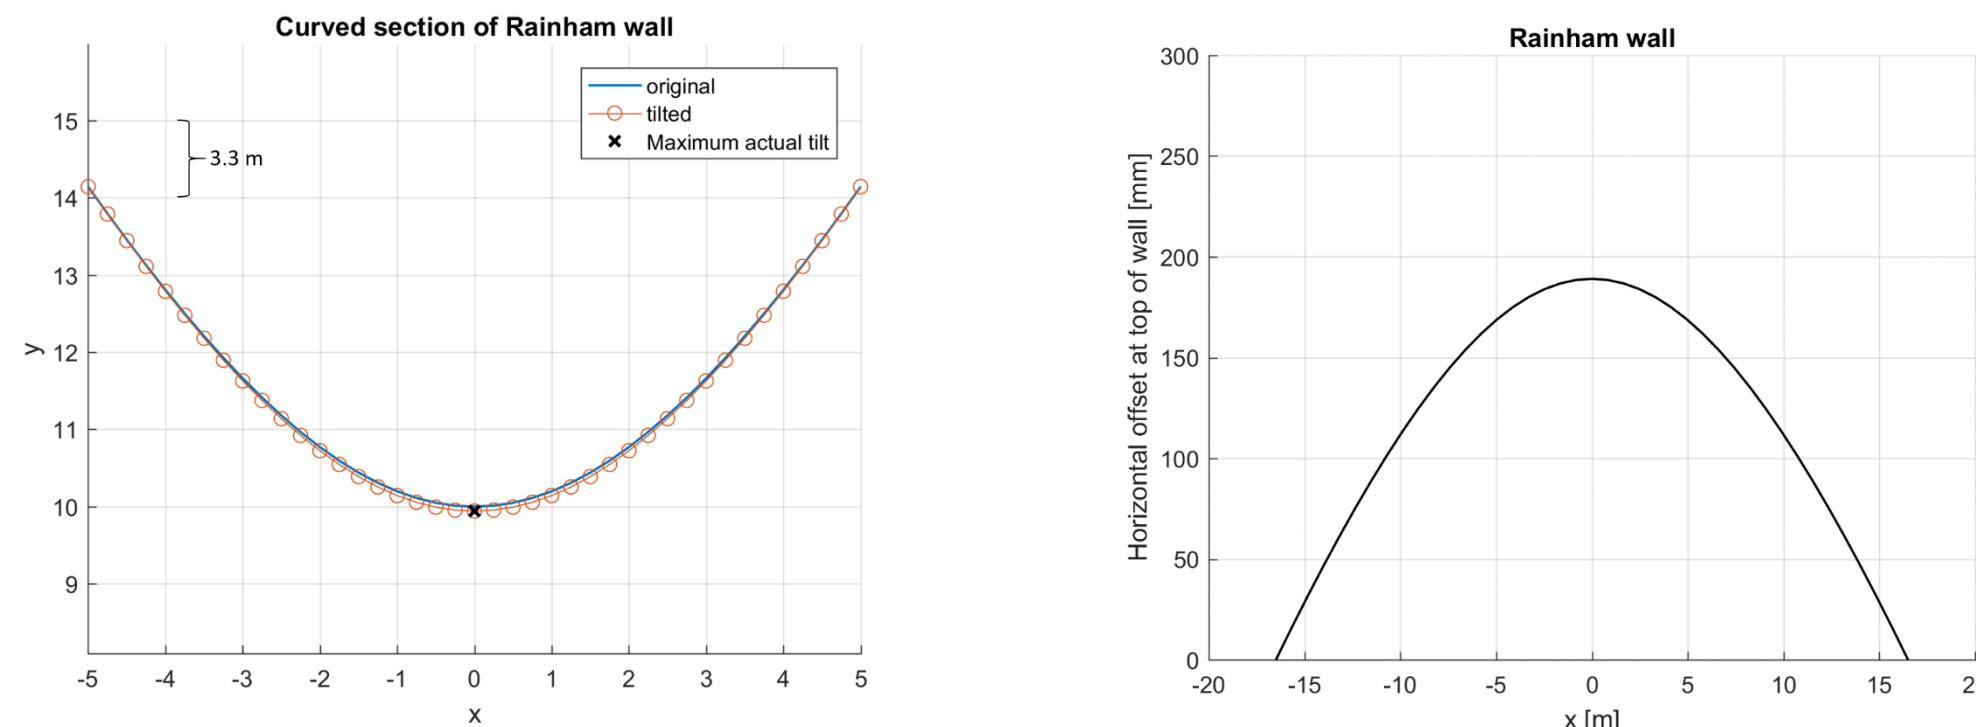 Curved section of Rainham wall
original
tilted
Maximum actual tilt
3.3 m
15
14
13
12
11
10
9
y
-5 -4 -3 -2 -1 0 1 2 3 4 5
x
Rainham wall
300
250
200
150
100
50
0
Horizontal offset at top of wall [mm]
-20 -15 -10 -5 0 5 10 15
x [m]